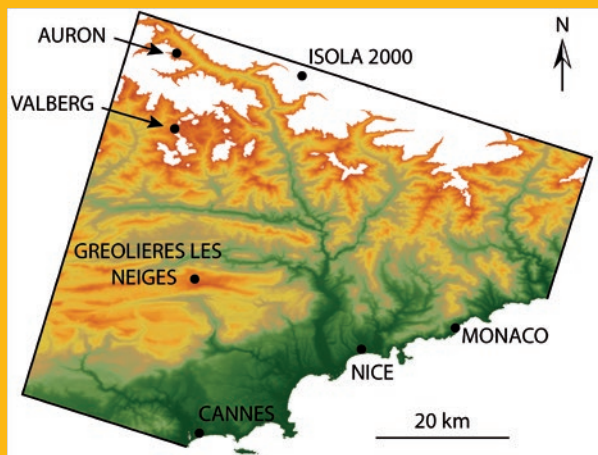 N
AURON
ISOLA 2000
VALBERG
GREOLIERES LES
NEIGES
MONACO
NICE
CANNES
20 km